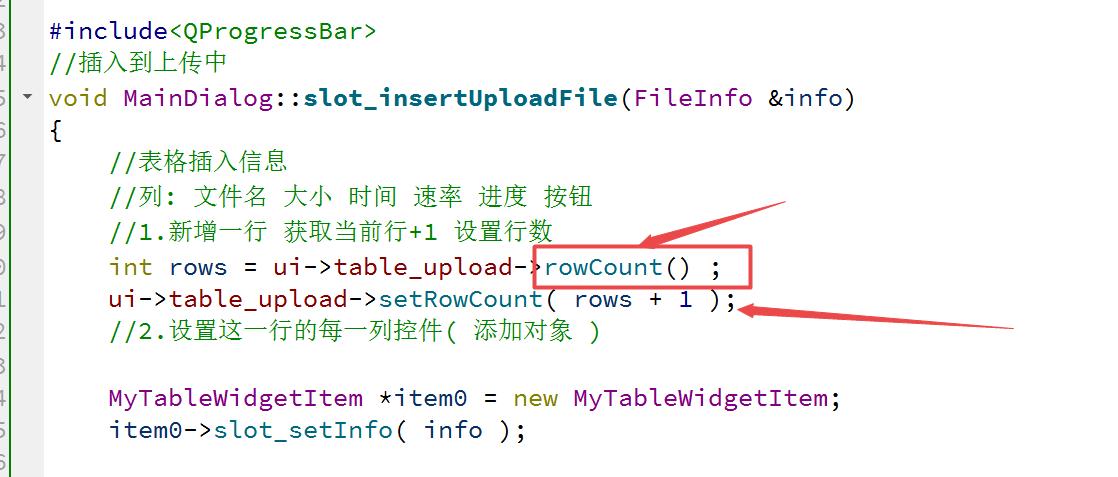 #include<QProgressBar>
//插入到上传中
void MainDialog::slot_insertUploadFile(FileInfo &info)
{
//表格插入信息
//列: 文件名 大小 时间 速率 进度 按钮
//1.新增一行 获取当前行+1 设置行数
int rows = ui->table_upload->rowCount() ;
ui->table_upload->setRowCount( rows + 1 );
//2.设置这一行的每一列控件( 添加对象 )
MyTableWidgetItem *item0 = new MyTableWidgetItem;
item0->slot_setInfo( info );